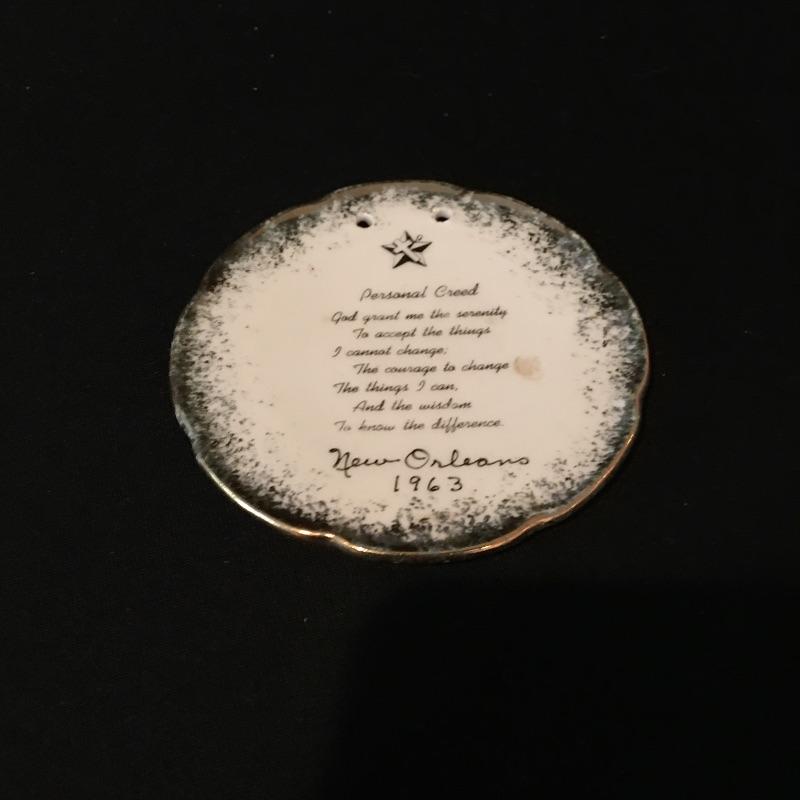 Personal Creed
God grant me the serenity
To accept the things
I cannot change;
The courage to change
The things I can,
And the wisdom
To know the difference.
New Orleans
1963